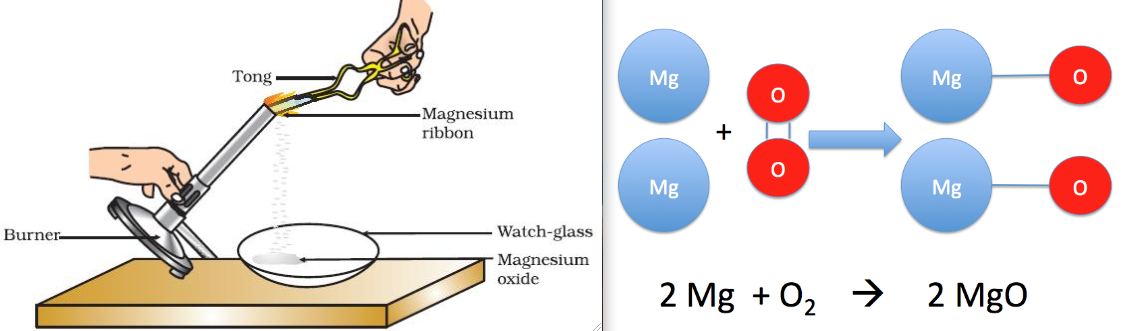 Tong
Magnesium
ribbon
Burner
Watch-glass
Magnesium
oxide
Mg
Mg
+
O
O
Mg
O
Mg
O
2 Mg + O₂ → 2 MgO